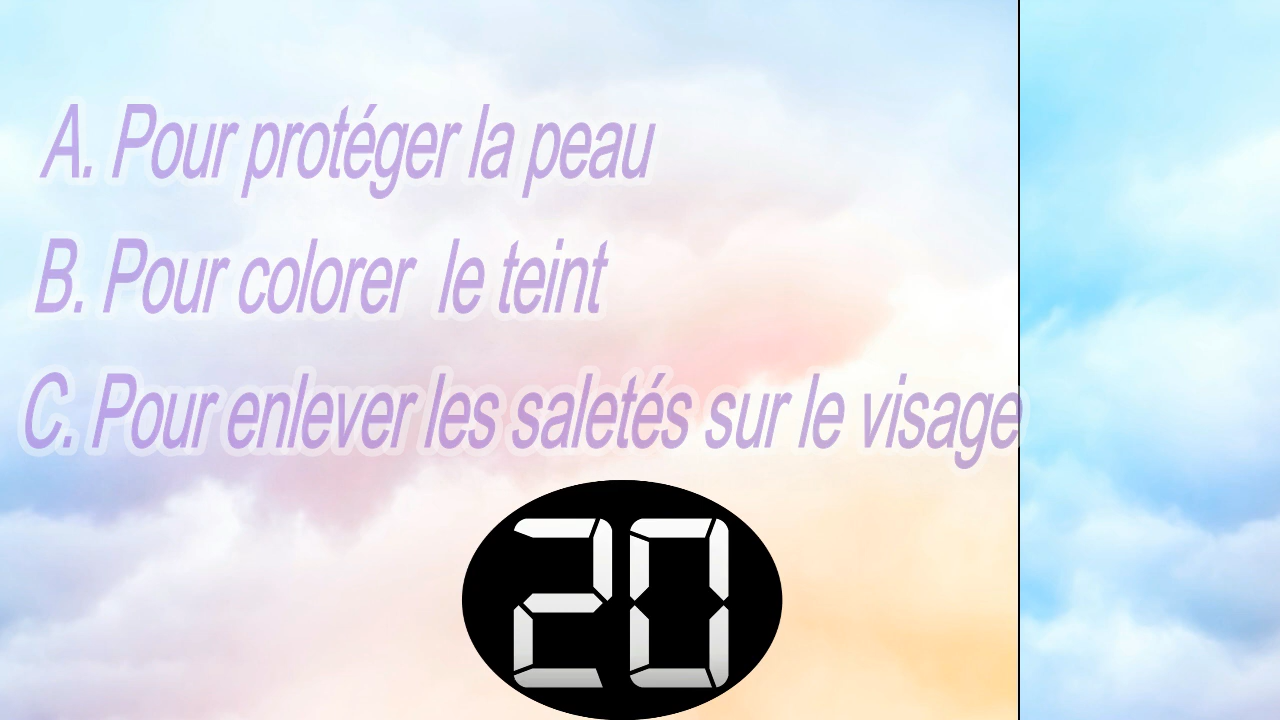 A. Pour protéger la peau
B. Pour colorer le teint
C. Pour enlever les saletés sur le visage
20